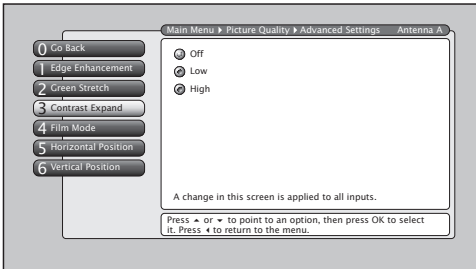 Main Menu ▸ Picture Quality ▸ Advanced Settings Antenna A
0 Go Back
1 Edge Enhancement
2 Green Stretch
3 Contrast Expand
4 Film Mode
5 Horizontal Position
6 Vertical Position
Off
Low
High
A change in this screen is applied to all inputs.
Press ▴ or ▾ to point to an option, then press OK to select
it. Press ◂ to return to the menu.